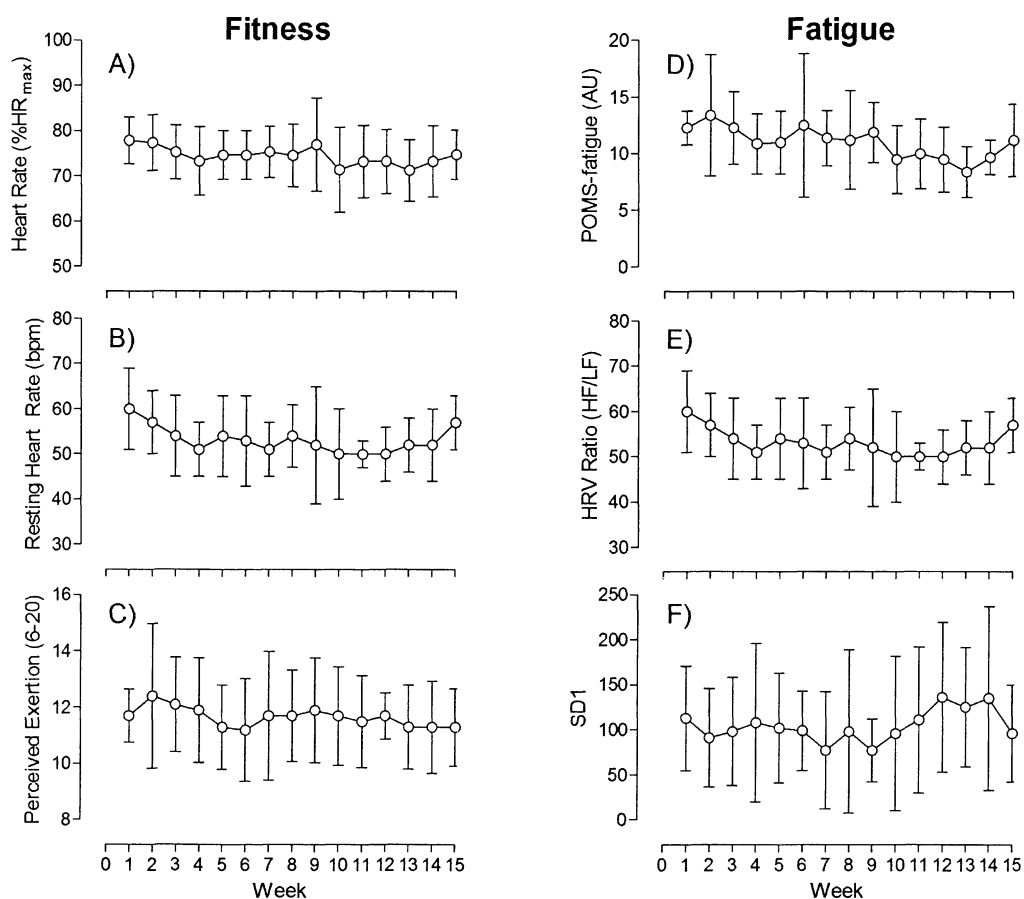 Fitness
Fatigue
A)
Heart Rate (%HRmax)
100
90
80
70
60
50
B)
Resting Heart Rate (bpm)
80
70
60
50
40
30
C)
Perceived Exertion (6-20)
16
14
12
10
8
0 1 2 3 4 5 6 7 8 9 10 11 12 13 14 15
Week
D)
POMS-fatigue (AU)
20
15
10
5
0
E)
HRV Ratio (HF/LF)
80
70
60
50
40
30
F)
SD1
250
200
150
100
50
0
0 1 2 3 4 5 6 7 8 9 10 11 12 13 14 15
Week